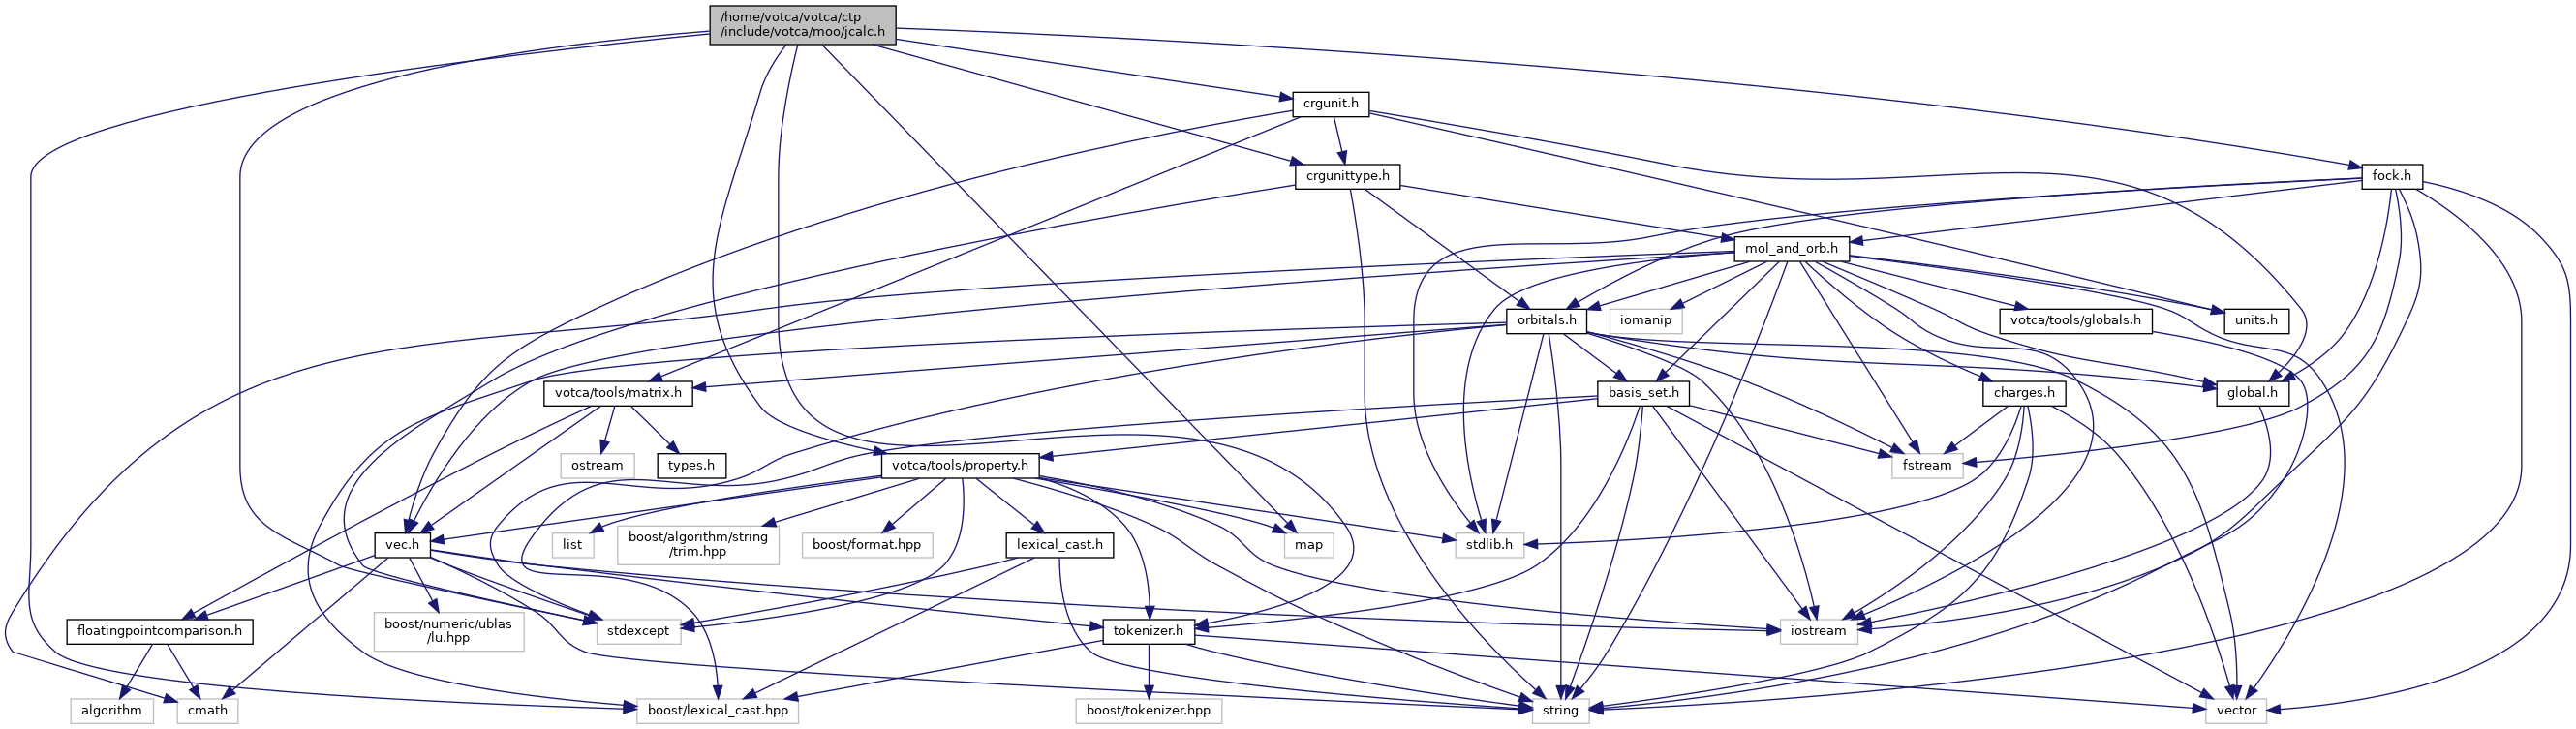 /home/votca/votca/ctp
/include/votca/moo/jcalc.h
crgunit.h
crgunittype.h
fock.h
mol_and_orb.h
orbitals.h
iomanip
votca/tools/globals.h
units.h
votca/tools/matrix.h
basis_set.h
charges.h
global.h
ostream
types.h
votca/tools/property.h
fstream
vec.h
list
boost/algorithm/string
/trim.hpp
boost/format.hpp
lexical_cast.h
map
stdlib.h
floatingpointcomparison.h
boost/numeric/ublas
/lu.hpp
stdexcept
tokenizer.h
iostream
algorithm
cmath
boost/lexical_cast.hpp
boost/tokenizer.hpp
string
vector